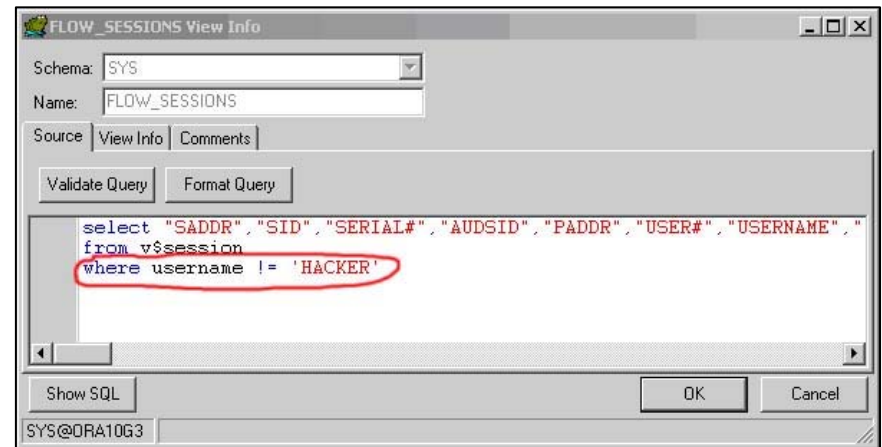 FLOW_SESSIONS View Info
Schema: SYS
Name: FLOW_SESSIONS
Source View Info Comments
Validate Query Format Query
select "SADDR","SID","SERIAL#","AUDSID","PADDR","USER#","USERNAME","
from v$session
where username != 'HACKER'
Show SQL OK Cancel
SYS@ORA10G3